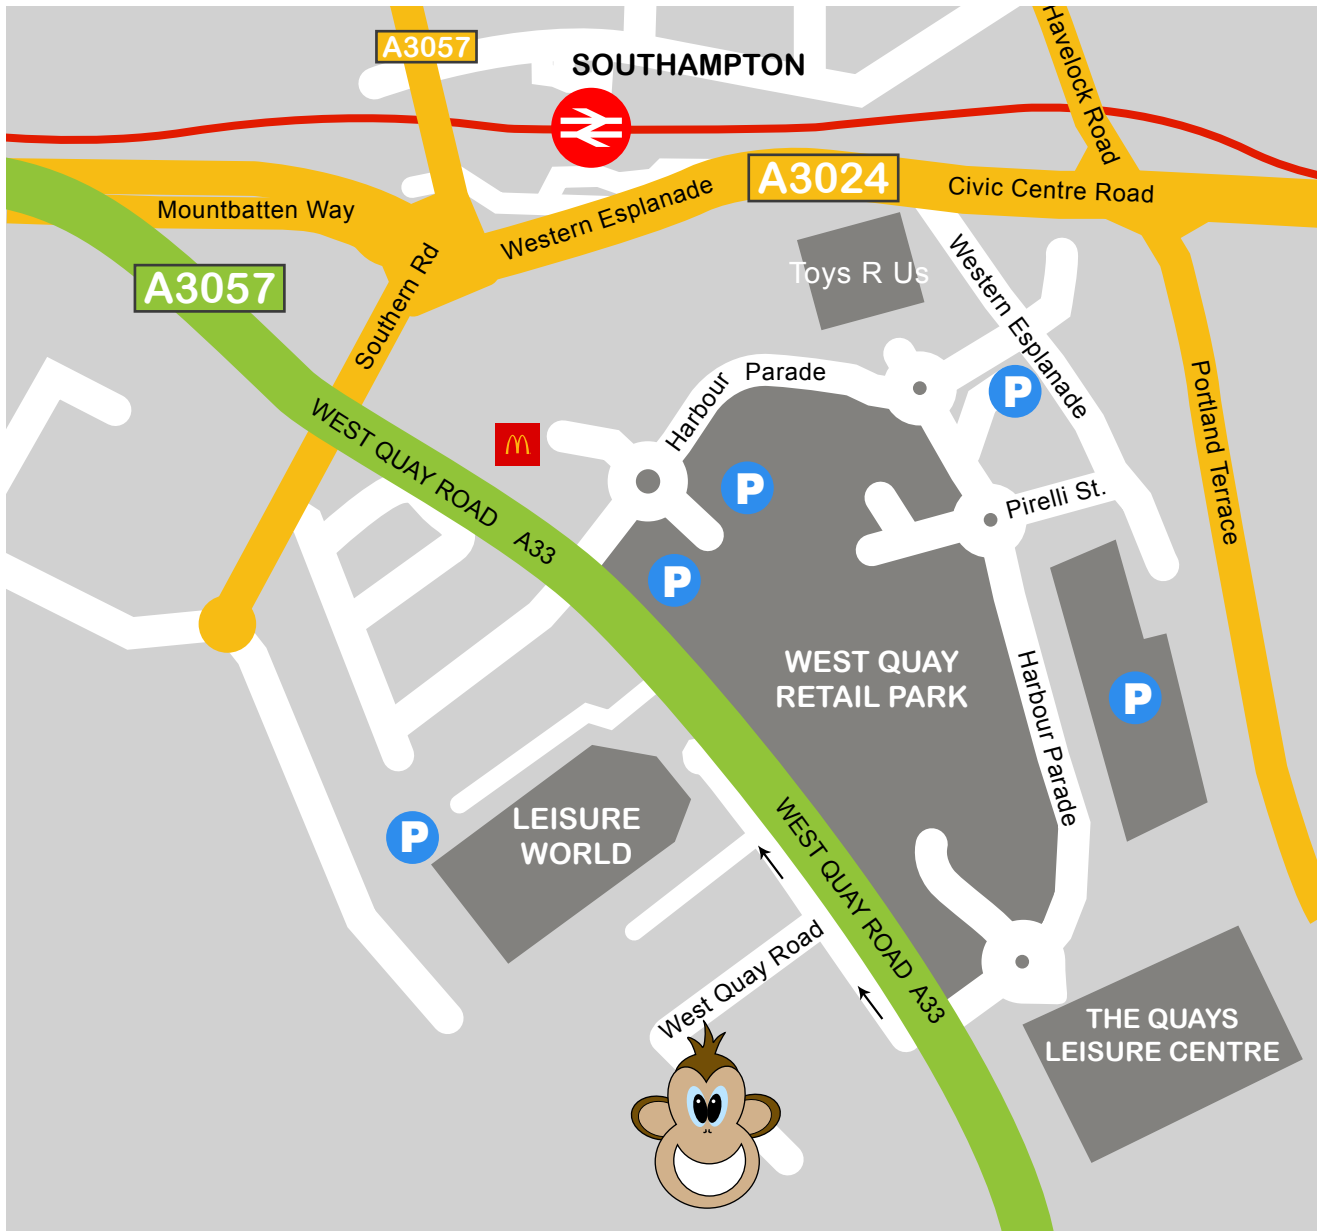 A3057
SOUTHAMPTON
Havelock Road
A3024
Civic Centre Road
Mountbatten Way
Western Esplanade
Southern Rd
A3057
Toys R Us
Western Esplanade
Harbour Parade
Portland Terrace
WEST QUAY ROAD A33
P
P
P
Pirelli St.
P
WEST QUAY
RETAIL PARK
Harbour Parade
P
LEISURE
WORLD
P
WEST QUAY ROAD A33
West Quay Road
THE QUAYS
LEISURE CENTRE